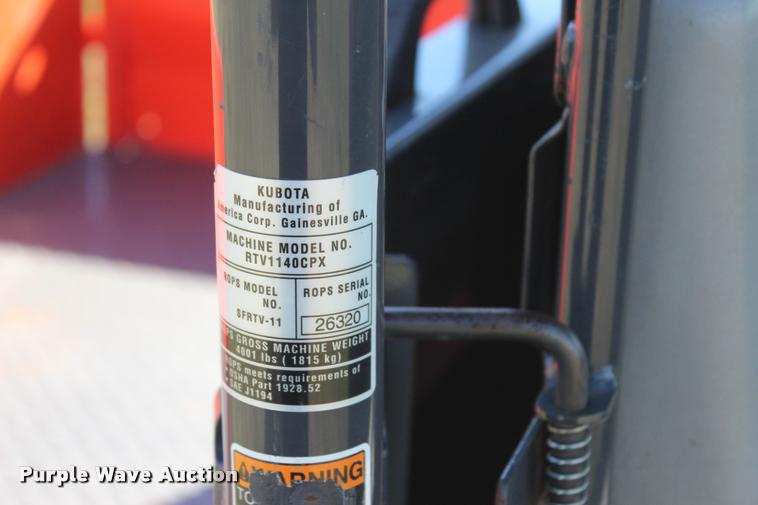 KUBOTA
Manufacturing of
America Corp. Gainesville GA.
MACHINE MODEL NO.
RTV1140CPX
ROPS MODEL NO.
SFRTV-11
ROPS SERIAL NO.
26320
ROPS GROSS MACHINE WEIGHT
4001 lbs ( 1815 kg)
ROPS meets requirements of
- OSHA Part 1928.52
- SAE J1194
WARNING
TO
Purple Wave Auction